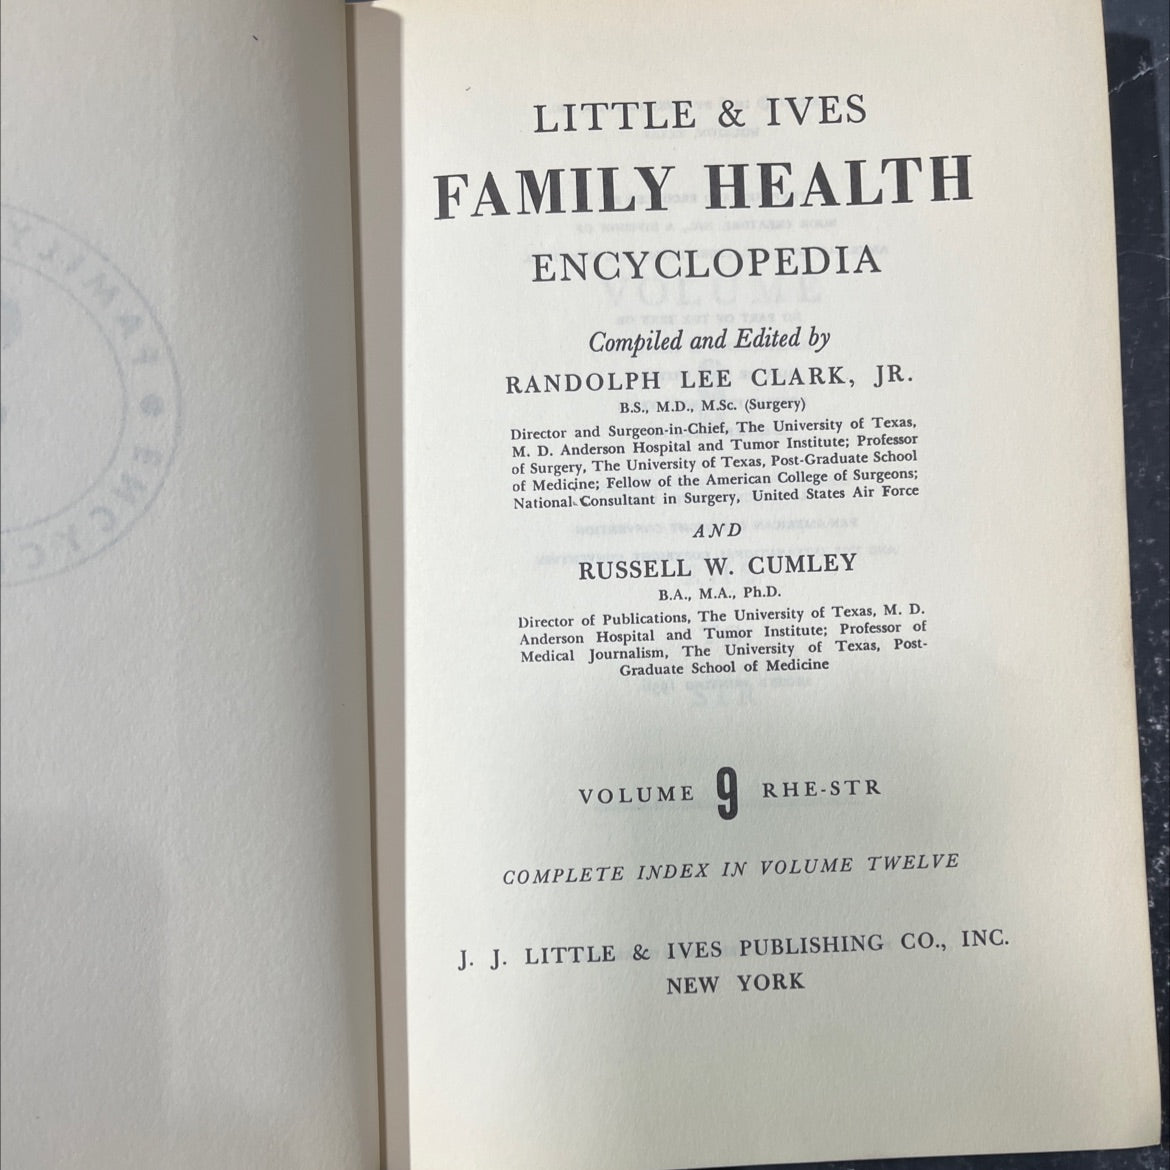 LITTLE & IVES
FAMILY HEALTH
ENCYCLOPEDIA
Compiled and Edited by
RANDOLPH LEE CLARK, JR.
B.S., M.D., M.Sc. (Surgery)
Director and Surgeon-in-Chief, The University of Texas,
M. D. Anderson Hospital and Tumor Institute; Professor
of Surgery, The University of Texas, Post-Graduate School
of Medicine; Fellow of the American College of Surgeons;
National Consultant in Surgery, United States Air Force
AND
RUSSELL W. CUMLEY
B.A., M.A., Ph.D.
Director of Publications, The University of Texas, M. D.
Anderson Hospital and Tumor Institute; Professor of
Medical Journalism, The University of Texas, Post-
Graduate School of Medicine
VOLUME 9 RHE-STR
COMPLETE INDEX IN VOLUME TWELVE
J. J. LITTLE & IVES PUBLISHING CO., INC.
NEW YORK